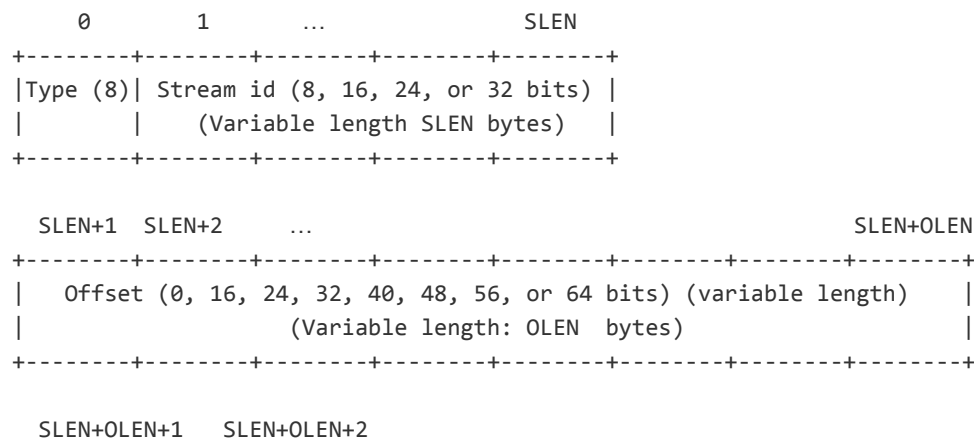 0        1        …               SLEN
+--------+--------+--------+--------+--------+
|Type (8)| Stream id (8, 16, 24, or 32 bits) |
|        |    (Variable length SLEN bytes)   |
+--------+--------+--------+--------+--------+

  SLEN+1  SLEN+2     …                                         SLEN+OLEN
+--------+--------+--------+--------+--------+--------+--------+--------+
|   Offset (0, 16, 24, 32, 40, 48, 56, or 64 bits) (variable length)    |
|                    (Variable length: OLEN  bytes)                     |
+--------+--------+--------+--------+--------+--------+--------+--------+

  SLEN+OLEN+1   SLEN+OLEN+2